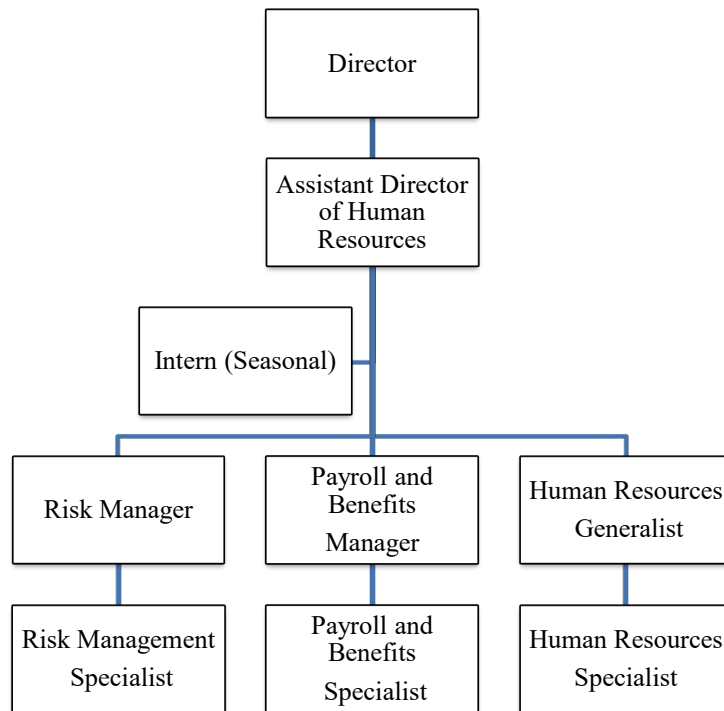 Director
Assistant Director
of Human
Resources
Intern (Seasonal)
Risk Manager
Payroll and
Benefits
Manager
Human Resources
Generalist
Risk Management
Specialist
Payroll and
Benefits
Specialist
Human Resources
Specialist